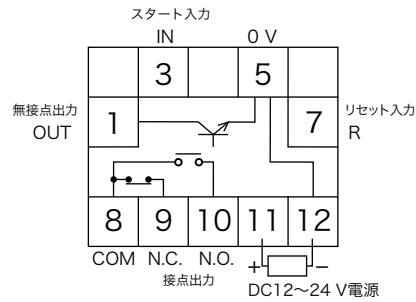 スタート入力
IN
0 V
3
5
無接点出力
OUT
1
7
リセット入力
R
8
9
10
11
12
COM
N.C.
N.O.
接点出力
+
−
DC12～24 V電源